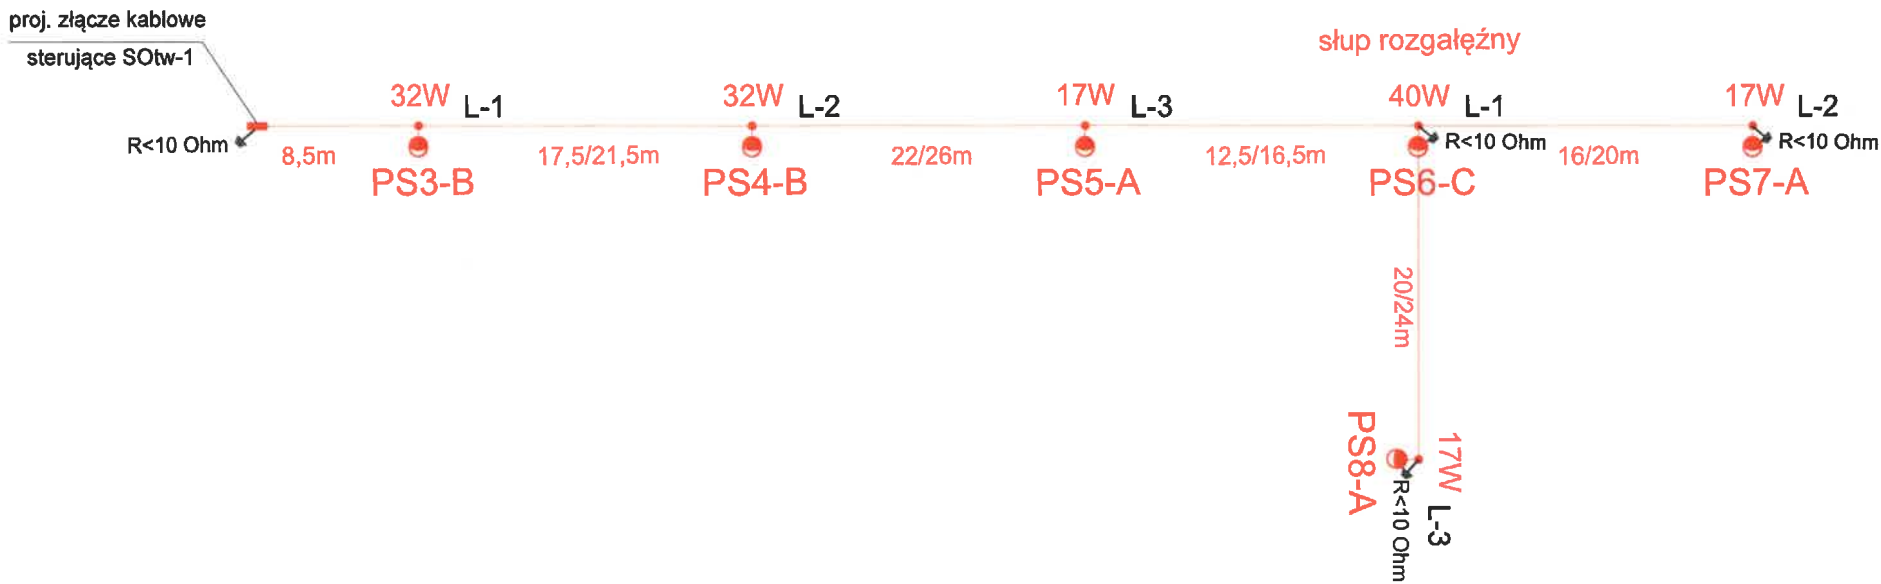 proj. złącze kablowe
sterujące SOtw-1
słup rozgałęźny
32W L-1
32W L-2
17W L-3
40W L-1
17W L-2
R<10 Ohm
8,5m
17,5/21,5m
22/26m
12,5/16,5m
R<10 Ohm
16/20m
R<10 Ohm
PS3-B
PS4-B
PS5-A
PS6-C
PS7-A
20/24m
PS8-A
17W L-3
R<10 Ohm